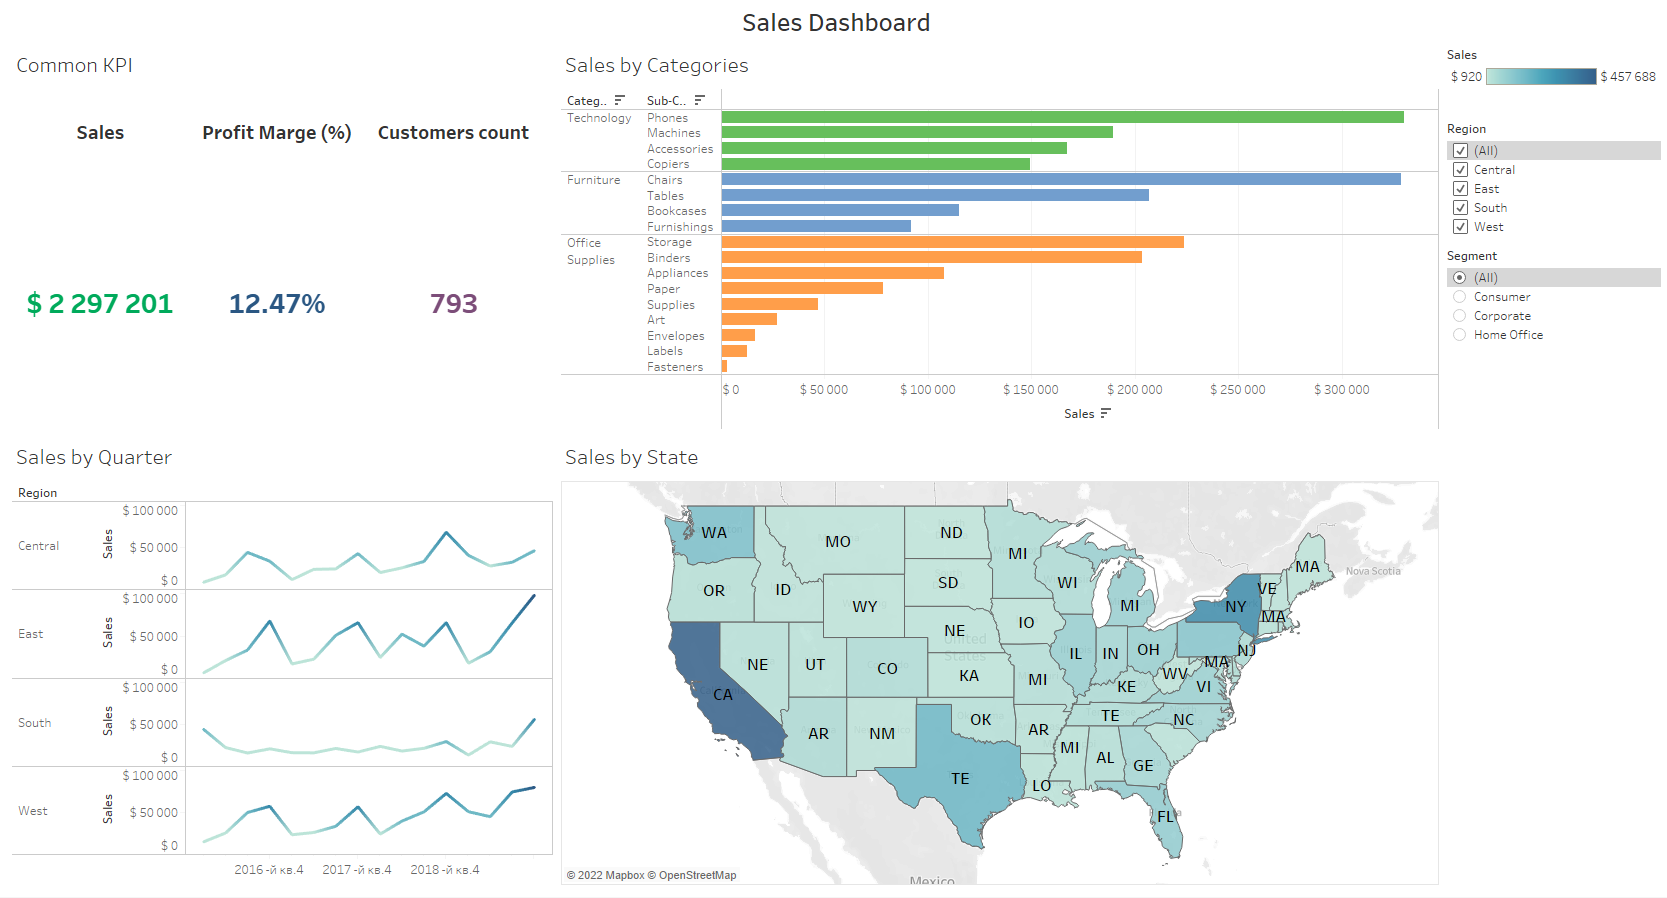 Sales Dashboard
Common KPI
Sales
Profit Marge (%)
Customers count
$ 2 297 201
12.47%
793
Sales by Categories
Categ..
Sub-C..
Technology
Phones
Machines
Accessories
Copiers
Furniture
Chairs
Tables
Bookcases
Furnishings
Office
Supplies
Storage
Binders
Appliances
Paper
Supplies
Art
Envelopes
Labels
Fasteners
$ 0
$ 50 000
$ 100 000
$ 150 000
$ 200 000
$ 250 000
$ 300 000
Sales
Sales
$ 920
$ 457 688
Region
(All)
Central
East
South
West
Segment
(All)
Consumer
Corporate
Home Office
Sales by Quarter
Region
Central
Sales
$ 100 000
$ 50 000
$ 0
East
Sales
$ 100 000
$ 50 000
$ 0
South
Sales
$ 100 000
$ 50 000
$ 0
West
Sales
$ 100 000
$ 50 000
$ 0
2016 -й кв.4
2017 -й кв.4
2018 -й кв.4
Sales by State
WA
MO
ND
MI
MA
Nova Scotia
OR
ID
SD
WI
VE
WY
MI
NY
MA
NE
IO
United
States
NE
UT
CO
KA
MI
IL
IN
OH
NJ
MA
WV
VI
KE
CA
AR
NM
OK
AR
TE
NC
MI
AL
GE
TE
LO
FL
Mexico
© 2022 Mapbox © OpenStreetMap